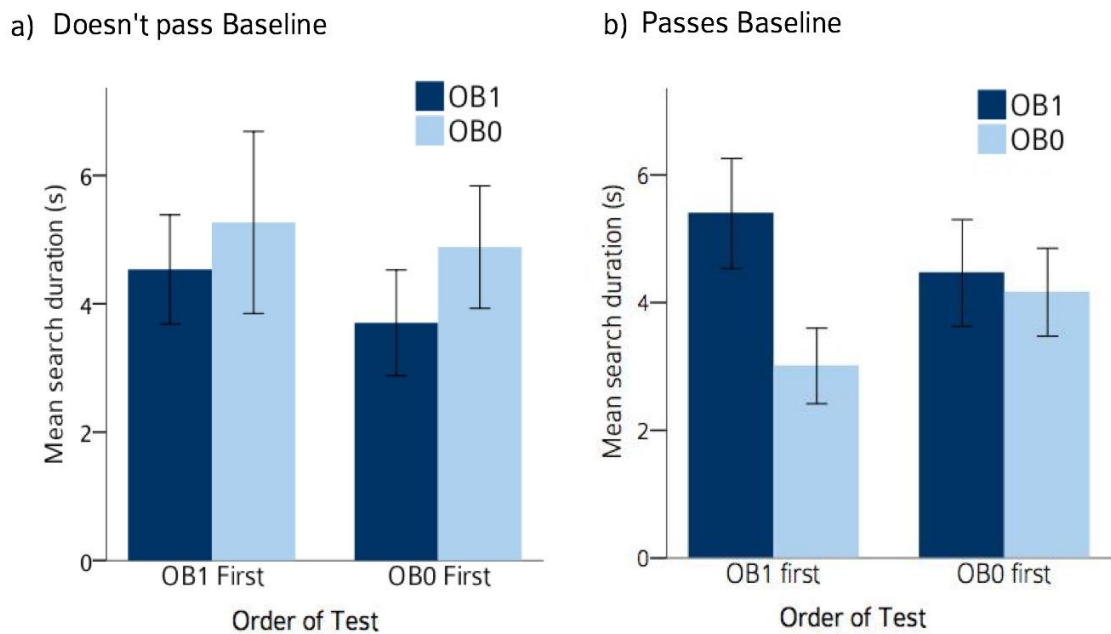 a) Doesn't pass Baseline
OB1
OB0
6
4
2
0
Mean search duration (s)
OB1 First
OB0 First
Order of Test
b) Passes Baseline
OB1
OB0
6
4
2
0
Mean search duration (s)
OB1 first
OB0 first
Order of Test